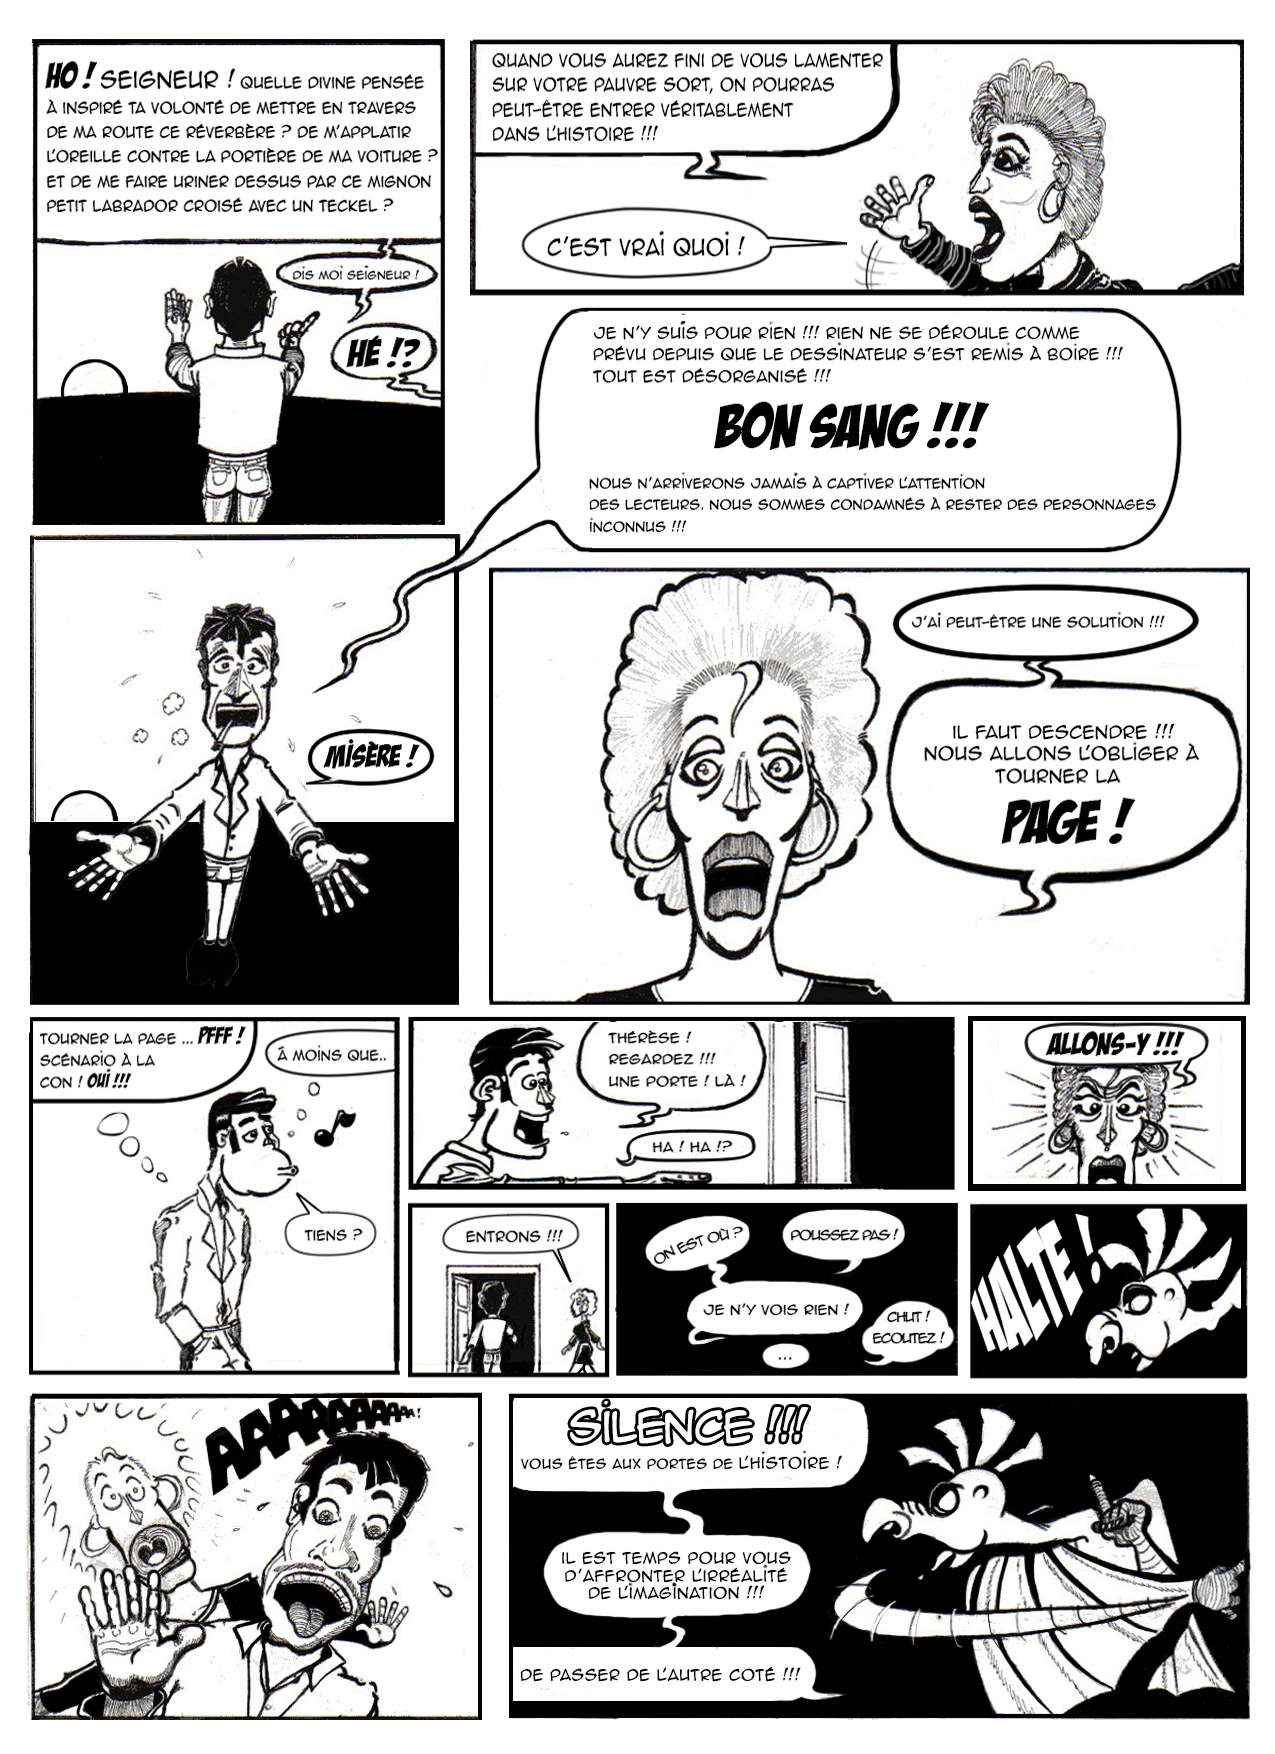 HO ! SEIGNEUR ! QUELLE DIVINE PENSÉE
À INSPIRÉ TA VOLONTÉ DE METTRE EN TRAVERS
DE MA ROUTE CE RÉVERBÈRE ? DE M'APPLATIR
L'OREILLE CONTRE LA PORTIÈRE DE MA VOITURE ?
ET DE ME FAIRE URINER DESSUS PAR CE MIGNON
PETIT LABRADOR CROISÉ AVEC UN TECKEL ?
DIS MOI SEIGNEUR !
HÉ !?
QUAND VOUS AUREZ FINI DE VOUS LAMENTER
SUR VOTRE PAUVRE SORT, ON POURRAS
PEUT-ÊTRE ENTRER VÉRITABLEMENT
DANS L'HISTOIRE !!!
C'EST VRAI QUOI !
JE N'Y SUIS POUR RIEN !!! RIEN NE SE DÉROULE COMME
PRÉVU DEPUIS QUE LE DESSINATEUR S'EST REMIS À BOIRE !!!
TOUT EST DÉSORGANISÉ !!!
BON SANG !!!
NOUS N'ARRIVERONS JAMAIS À CAPTIVER L'ATTENTION
DES LECTEURS. NOUS SOMMES CONDAMNÉS À RESTER DES PERSONNAGES
INCONNUS !!!
MISÈRE !
J'AI PEUT-ÊTRE UNE SOLUTION !!!
IL FAUT DESCENDRE !!!
NOUS ALLONS L'OBLIGER À
TOURNER LA
PAGE !
TOURNER LA PAGE ... PFFF !
SCÉNARIO À LA
CON ! OUI !!!
À MOINS QUE..
TIENS ?
THÉRÈSE !
REGARDEZ !!!
UNE PORTE ! LÀ !
HA ! HA !?
ALLONS-Y !!!
ENTRONS !!!
ON EST OÙ ?
POUSSEZ PAS !
JE N'Y VOIS RIEN !
CHUT !
ECOUTEZ !
...
HALTE !
AAAAAAAAAA !
SILENCE !!!
VOUS ÊTES AUX PORTES DE L'HISTOIRE !
IL EST TEMPS POUR VOUS
D'AFFRONTER L'IRRÉALITÉ
DE L'IMAGINATION !!!
DE PASSER DE L'AUTRE COTÉ !!!